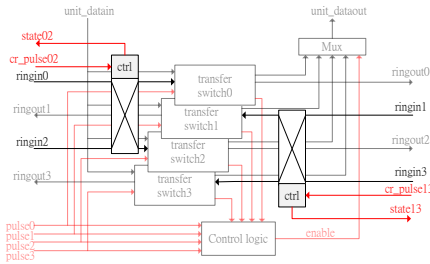 unit_datain
unit_dataout
state02
Mux
cr_pulse02
ctrl
ringin0
transfer
switch0
ringout0
ringout1
transfer
switch1
ringin1
ringin2
transfer
switch2
ringout2
ringout3
transfer
switch3
ringin3
ctrl
cr_pulse13
state13
pulse0
pulse1
pulse2
pulse3
Control logic
enable